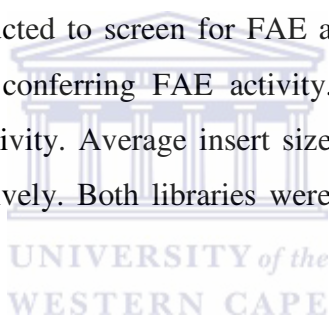 cted to screen for FAE a
conferring FAE activity.
ivity. Average insert size
vely. Both libraries were
UNIVERSITY of the
WESTERN CAPE